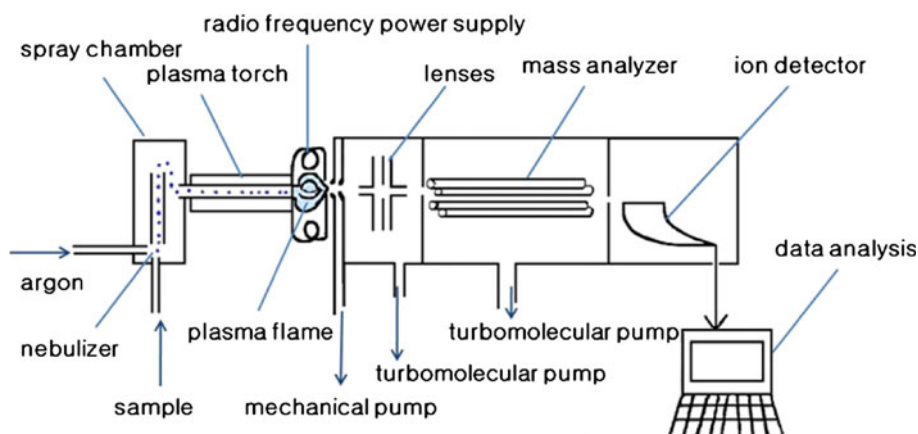 radio frequency power supply
spray chamber
plasma torch
lenses
mass analyzer
ion detector
argon
nebulizer
plasma flame
sample
mechanical pump
turbomolecular pump
turbomolecular pump
data analysis